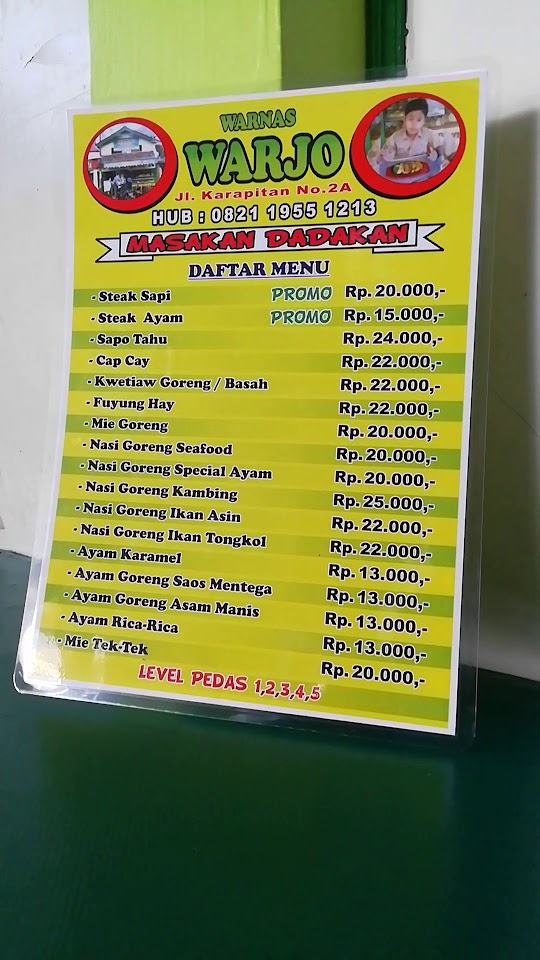 WARNAS
WARJO
Jl. Karapitan No.2A
HUB : 0821 1955 1213
MASAKAN DADAKAN
DAFTAR MENU
- Steak Sapi PROMO Rp. 20.000,-
- Steak Ayam PROMO Rp. 15.000,-
- Sapo Tahu Rp. 24.000,-
- Cap Cay Rp. 22.000,-
- Kwetiaw Goreng / Basah Rp. 22.000,-
- Fuyung Hay Rp. 22.000,-
- Mie Goreng Rp. 20.000,-
- Nasi Goreng Seafood Rp. 20.000,-
- Nasi Goreng Special Ayam Rp. 20.000,-
- Nasi Goreng Kambing Rp. 25.000,-
- Nasi Goreng Ikan Asin Rp. 22.000,-
- Nasi Goreng Ikan Tongkol Rp. 22.000,-
- Ayam Karamel Rp. 13.000,-
- Ayam Goreng Saos Mentega Rp. 13.000,-
- Ayam Goreng Asam Manis Rp. 13.000,-
- Ayam Rica-Rica Rp. 13.000,-
- Mie Tek-Tek Rp. 20.000,-
LEVEL PEDAS 1,2,3,4,5